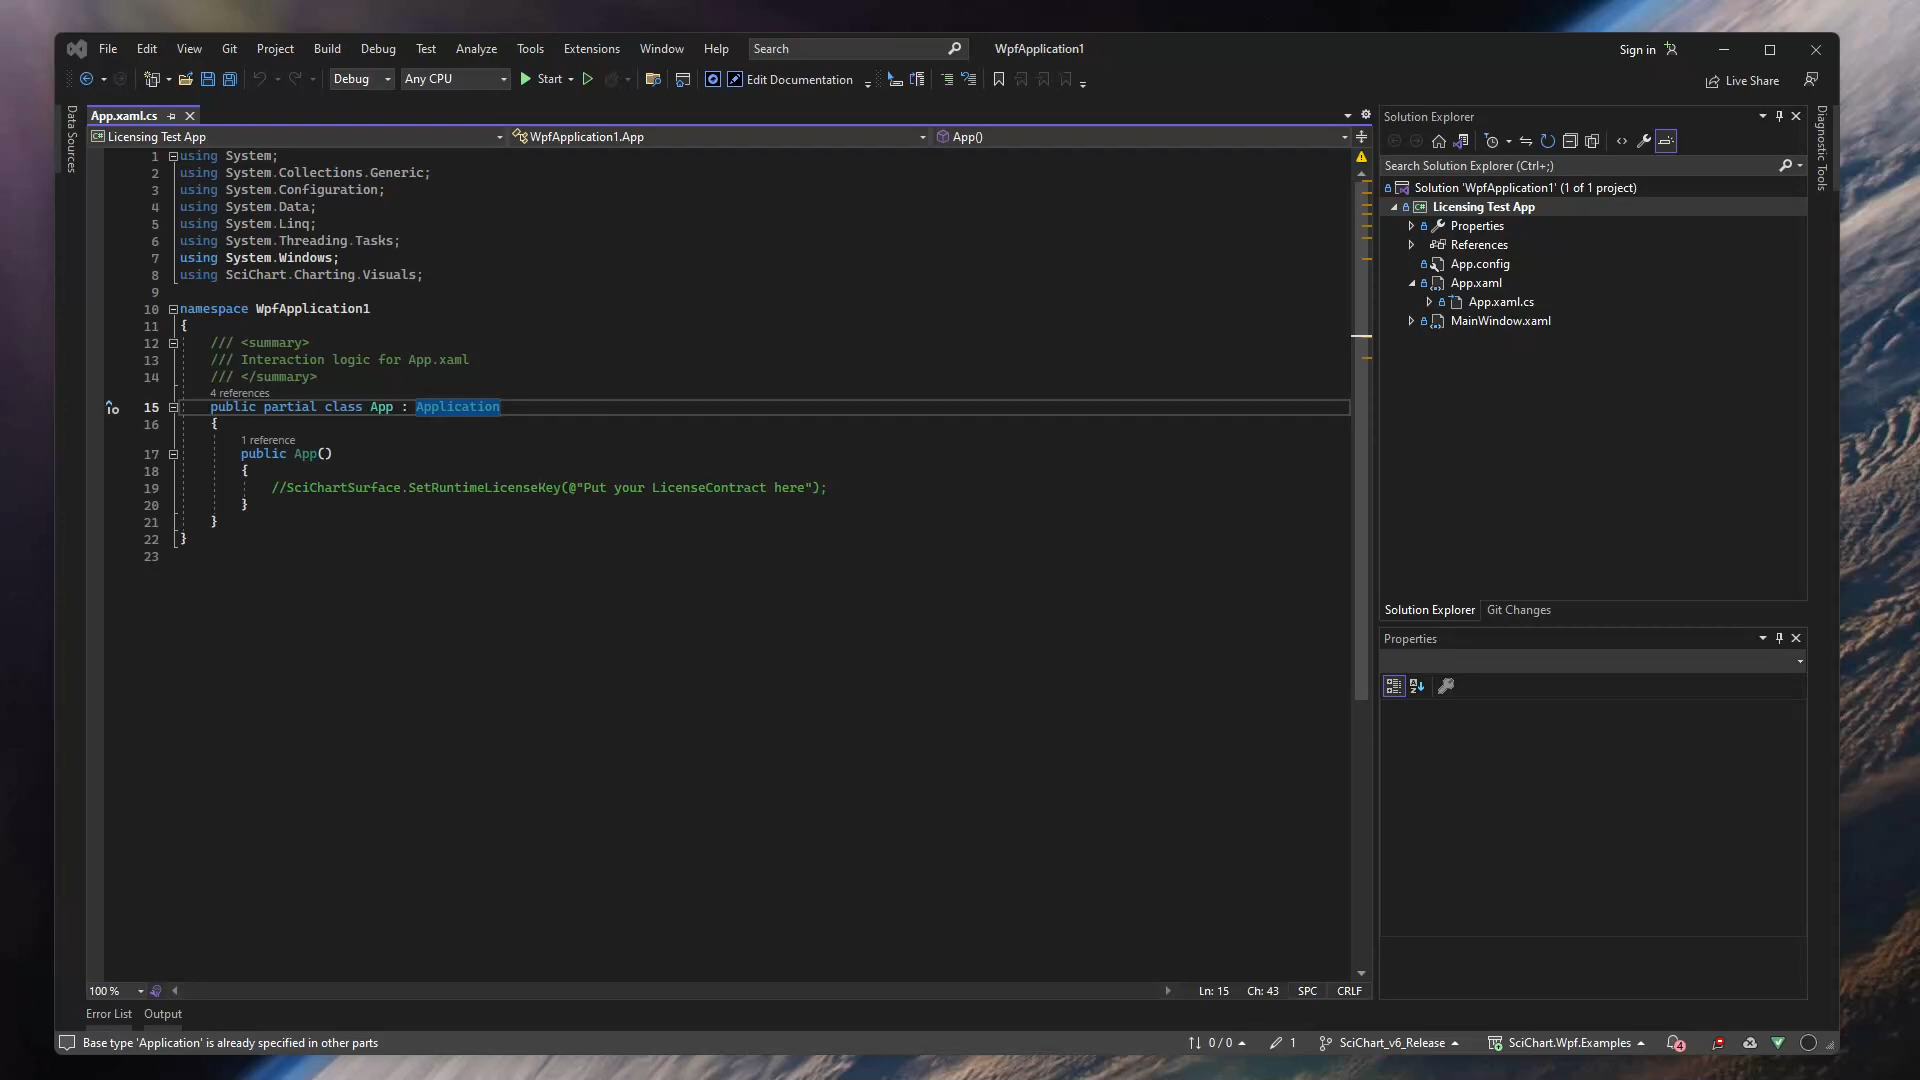 File Edit View Git Project Build Debug Test Analyze Tools Extensions Window Help Search WpfApplication1 Sign in
Debug Any CPU Start Edit Documentation Live Share
Data Sources
App.xaml.cs
Licensing Test App WpfApplication1.App App()
1 using System;
2 using System.Collections.Generic;
3 using System.Configuration;
4 using System.Data;
5 using System.Linq;
6 using System.Threading.Tasks;
7 using System.Windows;
8 using SciChart.Charting.Visuals;
9
10 namespace WpfApplication1
11 {
12 /// <summary>
13 /// Interaction logic for App.xaml
14 /// </summary>
4 references
15 public partial class App : Application
16 {
1 reference
17 public App()
18 {
19 //SciChartSurface.SetRuntimeLicenseKey(@"Put your LicenseContract here");
20 }
21 }
22 }
23
100 % Ln: 15 Ch: 43 SPC CRLF
Error List Output
Solution Explorer
Search Solution Explorer (Ctrl+;)
Solution 'WpfApplication1' (1 of 1 project)
Licensing Test App
Properties
References
App.config
App.xaml
App.xaml.cs
MainWindow.xaml
Solution Explorer Git Changes
Properties
Diagnostic Tools
Base type 'Application' is already specified in other parts 0 / 0 1 SciChart_v6_Release SciChart.Wpf.Examples 4